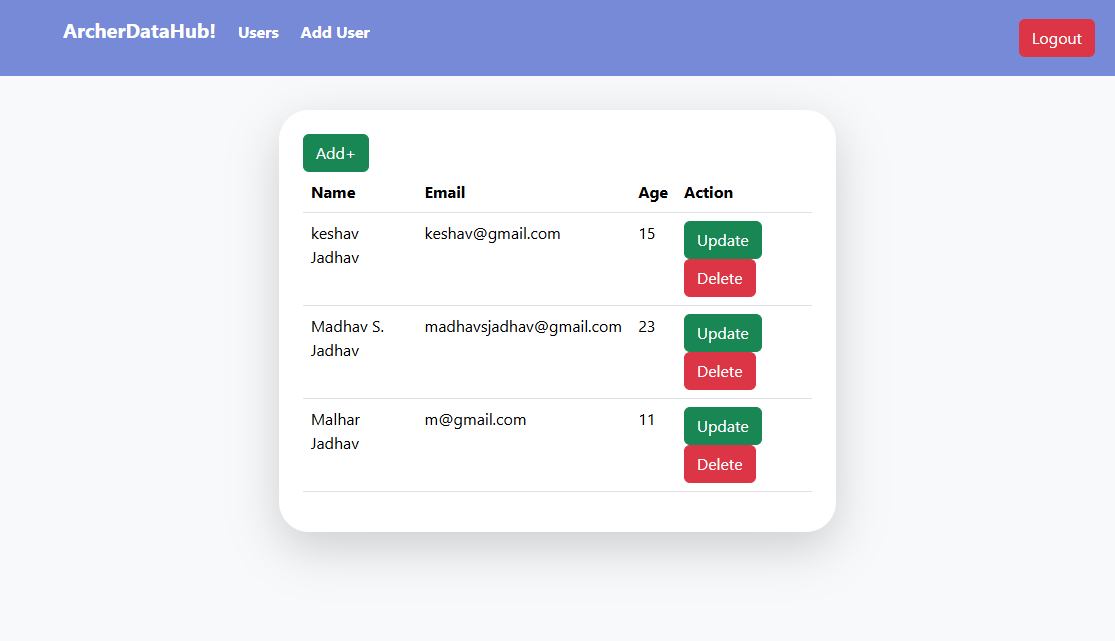 ArcherDataHub! Users Add User Logout
Add+
Name Email Age Action
keshav keshav@gmail.com 15 Update
Jadhav
Delete
Madhav S. madhavsjadhav@gmail.com 23 Update
Jadhav
Delete
Malhar m@gmail.com 11 Update
Jadhav
Delete